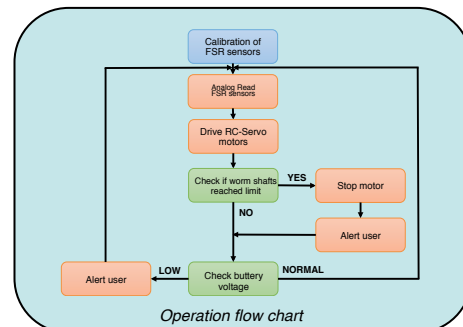 Calibration of
FSR sensors
Analog Read
FSR sensors
Drive RC-Servo
motors
Check if worm shafts
reached limit
YES
Stop motor
NO
Alert user
Alert user
LOW
Check buttery
voltage
NORMAL
Operation flow chart